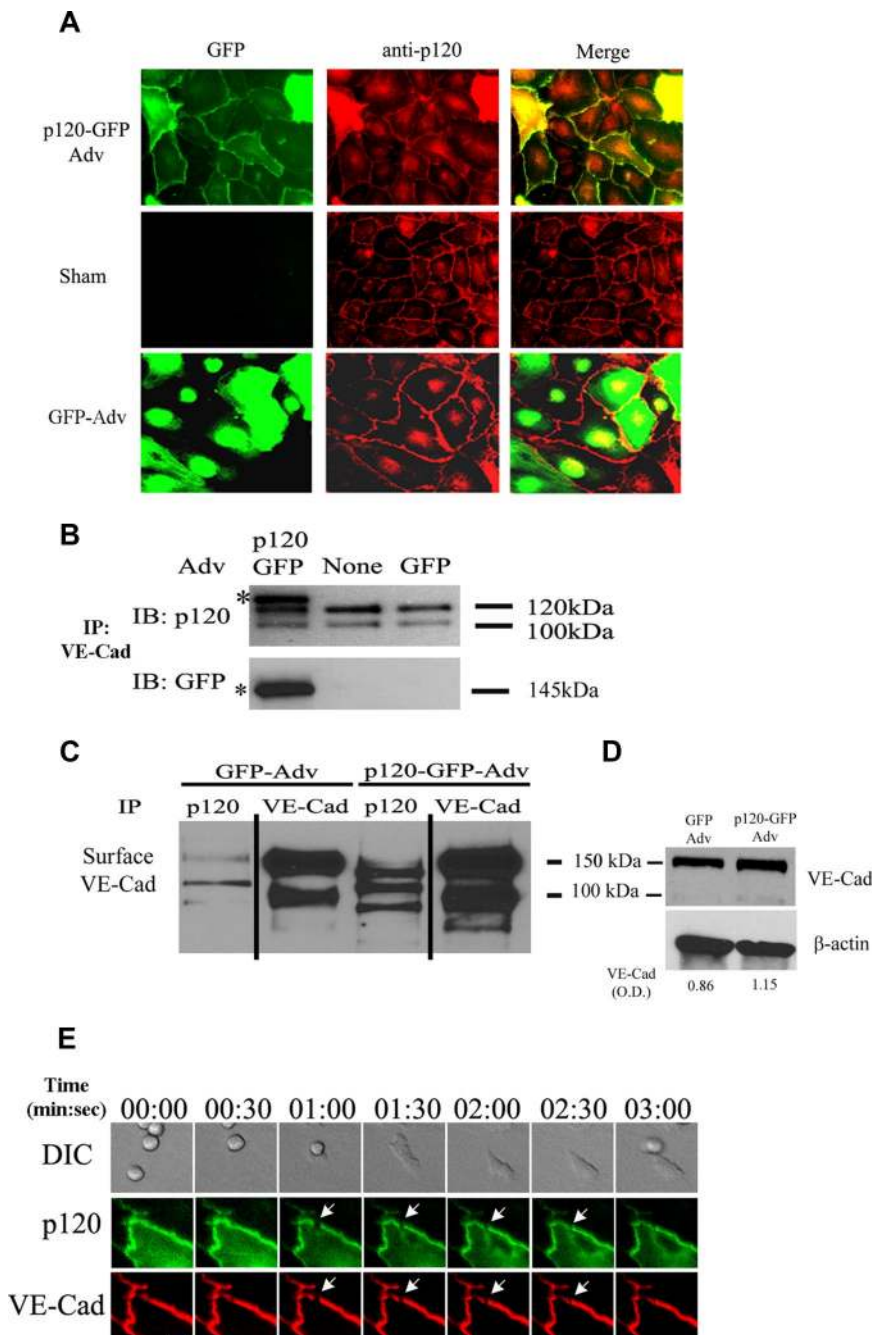 A
GFP anti-p120 Merge
p120-GFP
Adv
Sham
GFP-Adv
B
p120
Adv GFP None GFP
* IB: p120 120kDa
100kDa
IP:
VE-Cad
* IB: GFP 145kDa
C
GFP-Adv p120-GFP-Adv
IP p120 VE-Cad p120 VE-Cad
Surface
VE-Cad
150 kDa
100 kDa
D
GFP
Adv
p120-GFP
Adv
VE-Cad
β-actin
VE-Cad
(O.D.) 0.86 1.15
E
Time
(min:sec) 00:00 00:30 01:00 01:30 02:00 02:30 03:00
DIC
p120
VE-Cad